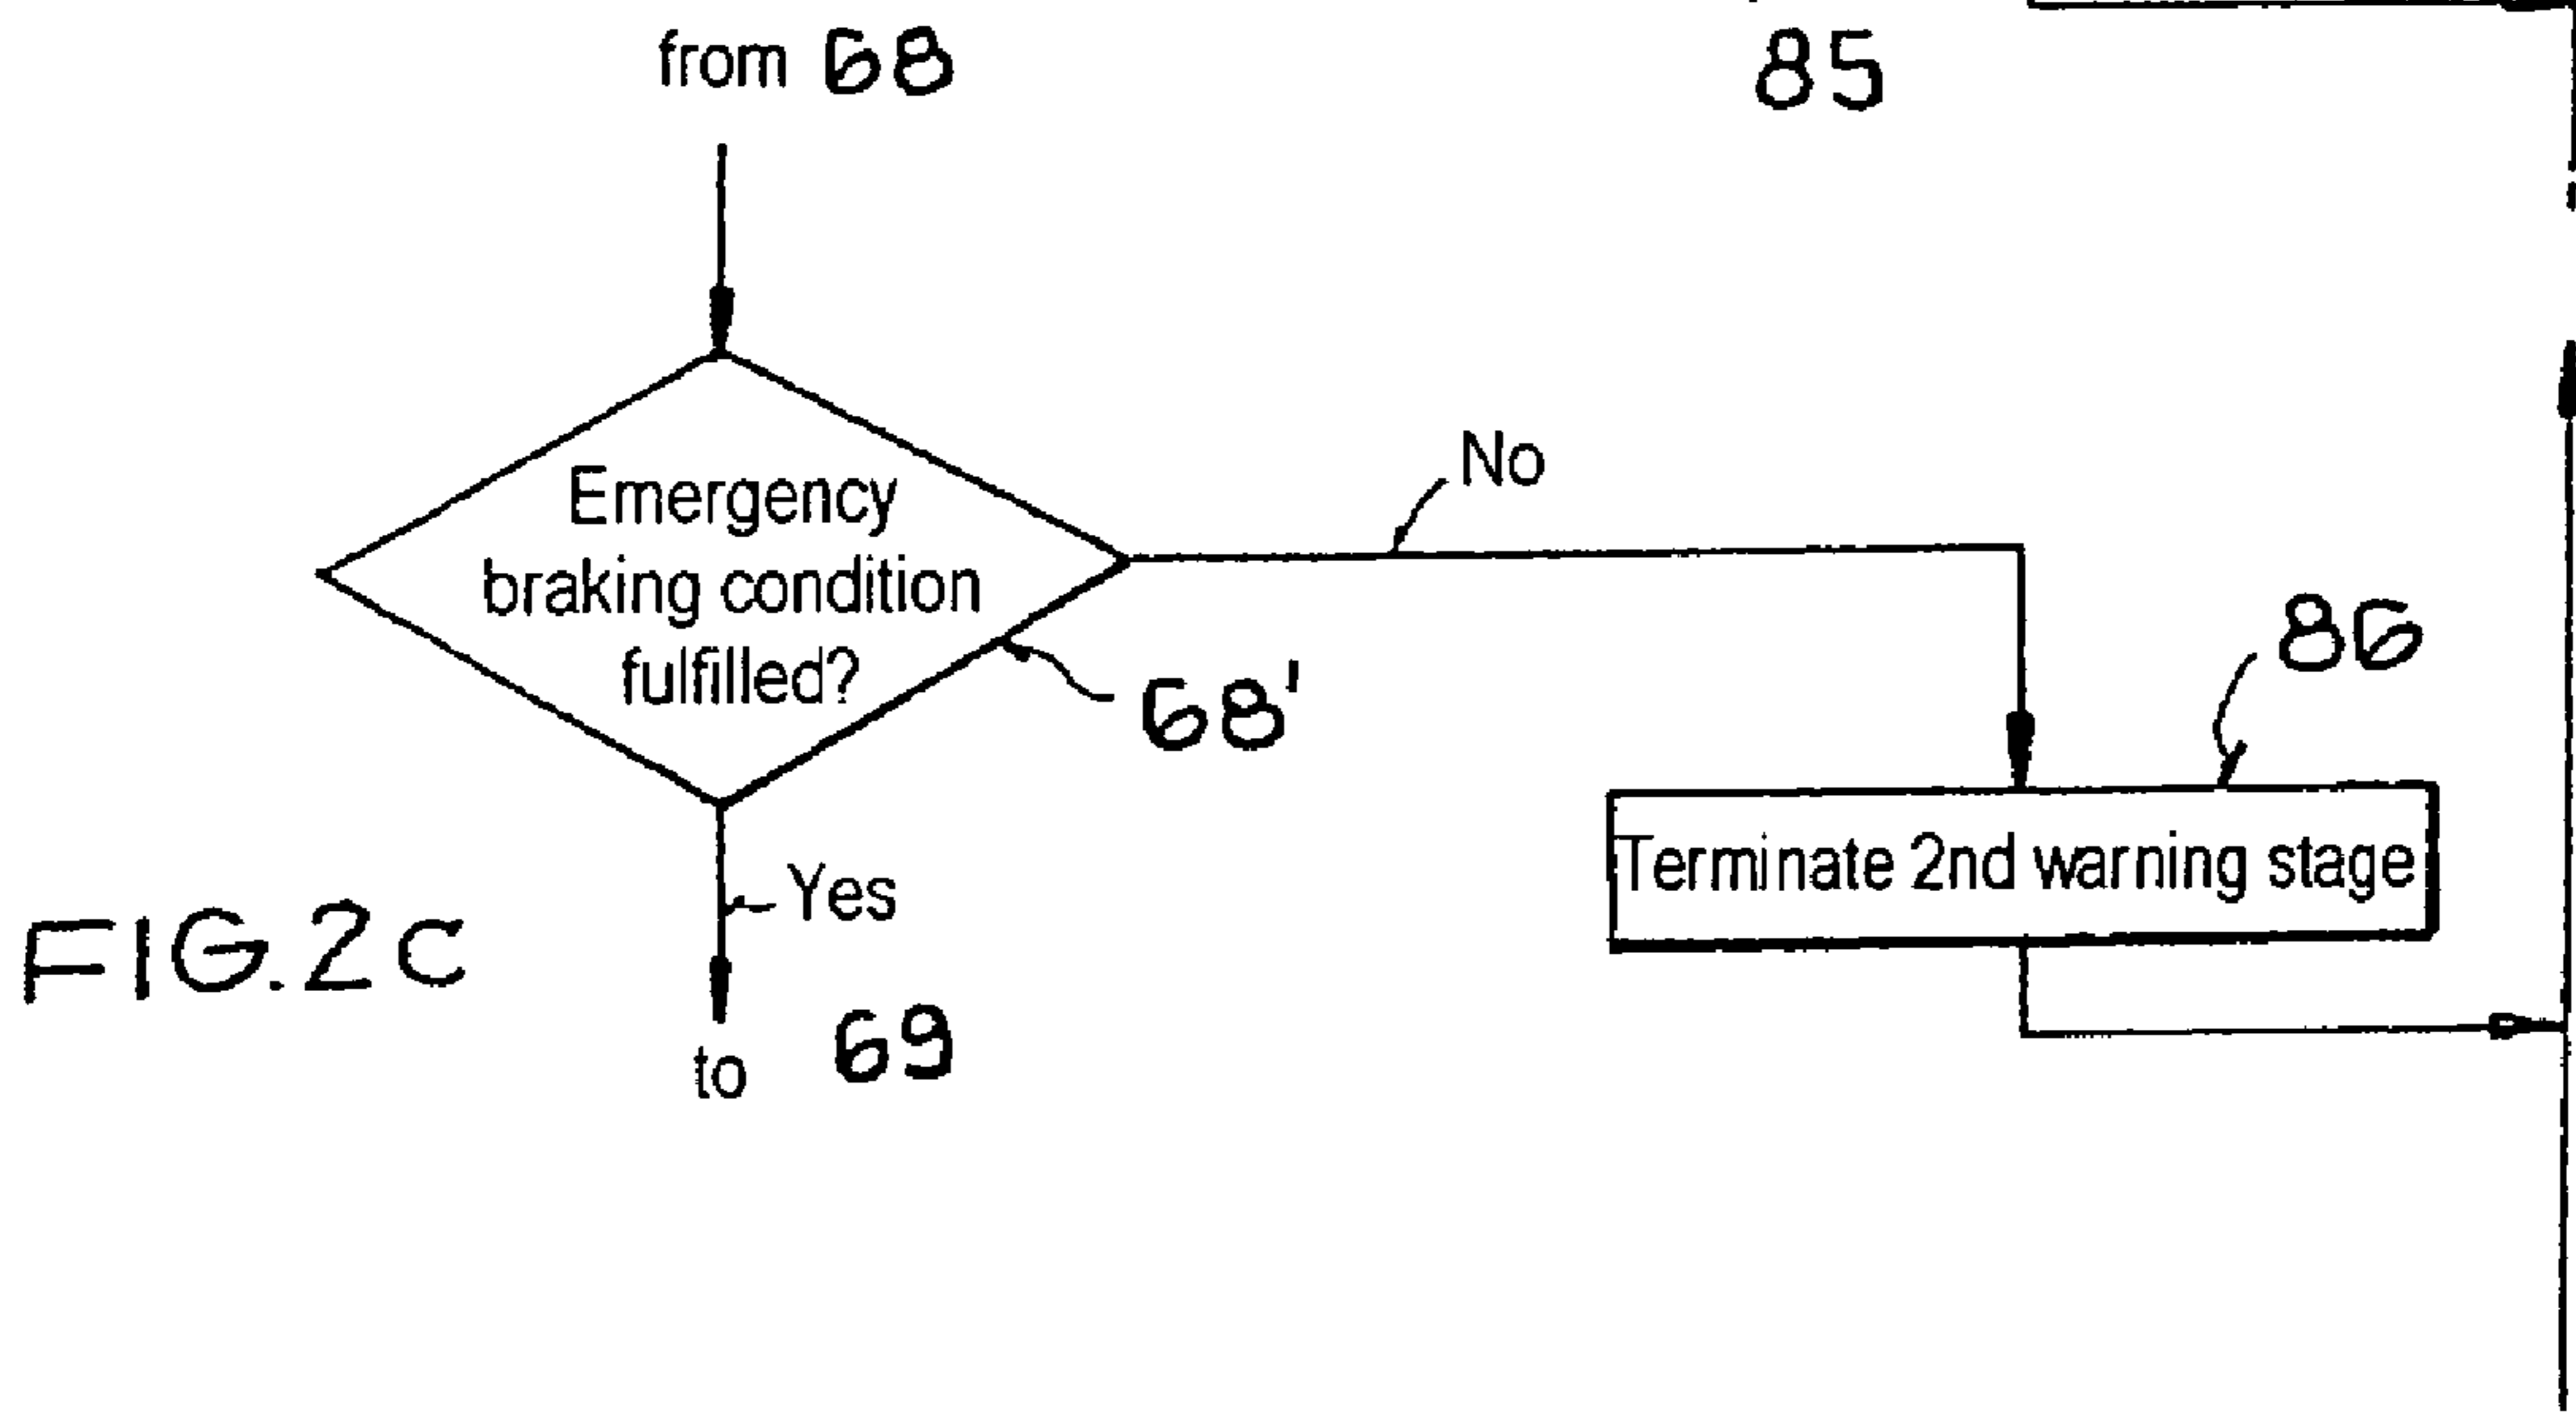 from 68
85
No
Emergency
braking condition
fulfilled?
68'
86
Terminate 2nd warning stage
Yes
FIG.2c
to 69